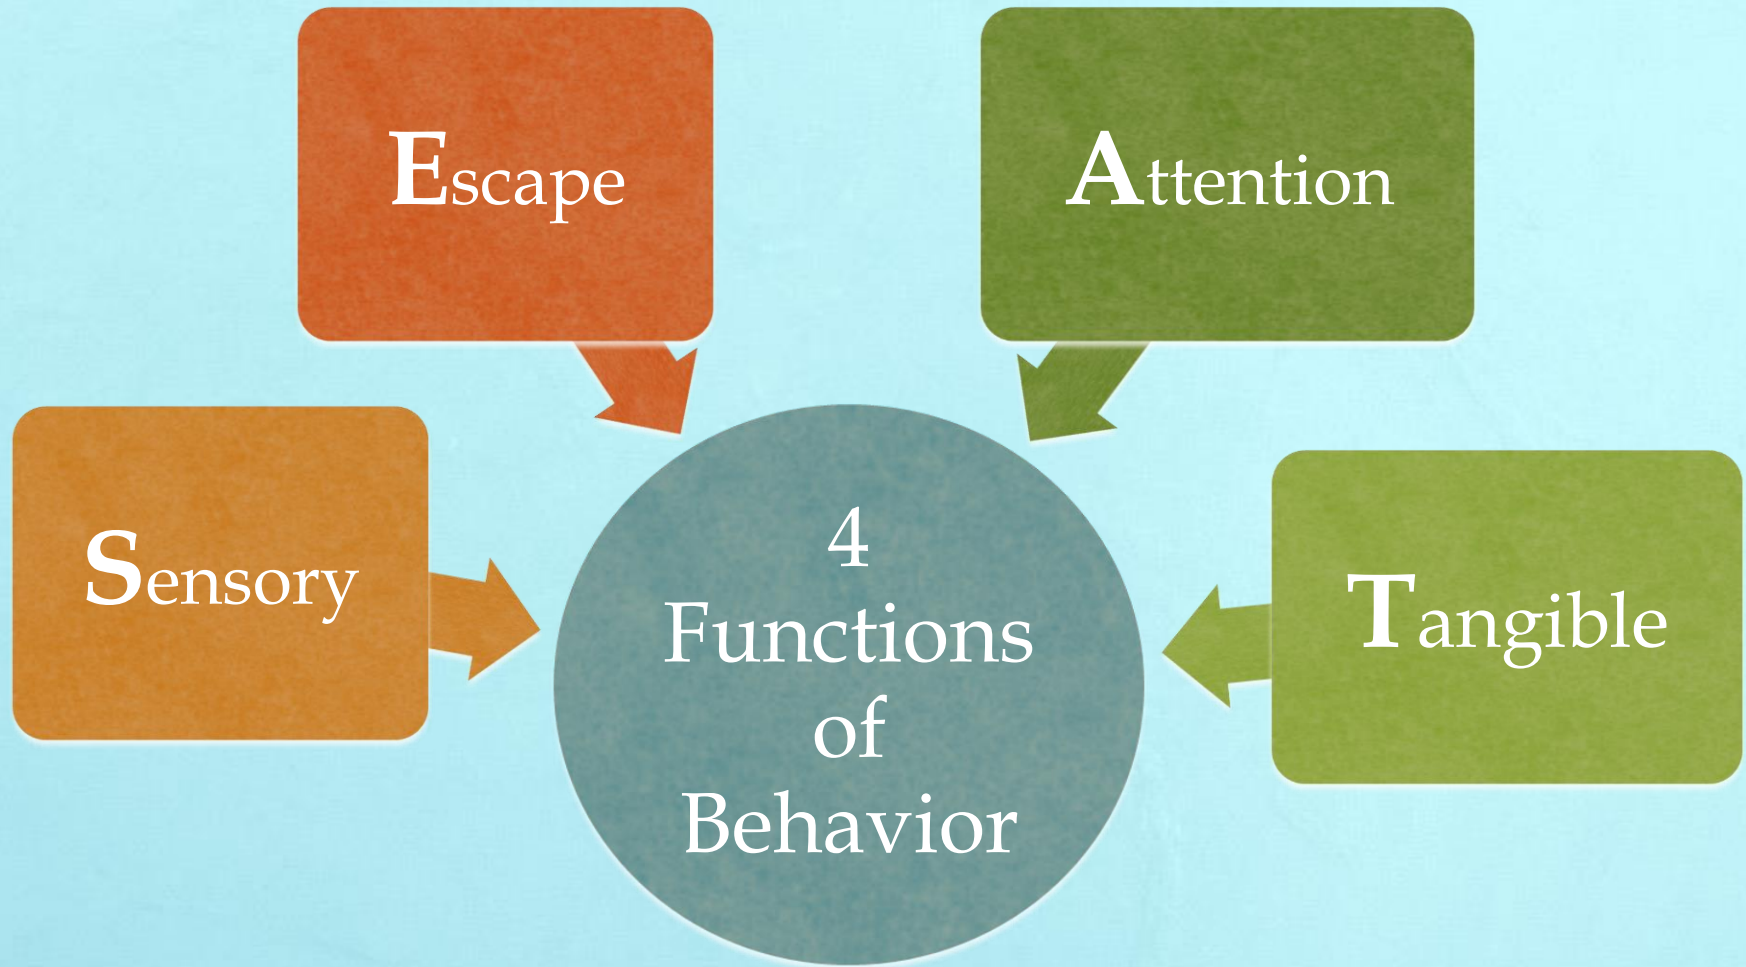 Escape
Attention
Sensory
Tangible
4
Functions
of
Behavior